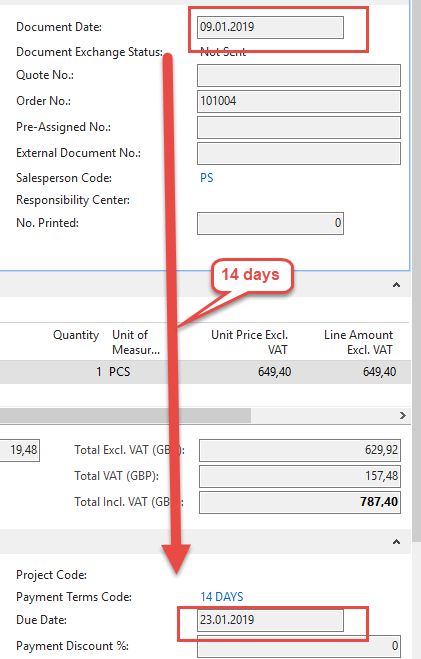 Document Date: 09.01.2019
Document Exchange Status: Not Sent
Quote No.:
Order No.: 101004
Pre-Assigned No.:
External Document No.:
Salesperson Code: PS
Responsibility Center:
No. Printed: 0
14 days
Quantity Unit of Measur... Unit Price Excl. VAT Line Amount Excl. VAT
1 PCS 649,40 649,40
19,48 Total Excl. VAT (GBP): 629,92
Total VAT (GBP): 157,48
Total Incl. VAT (GBP): 787,40
Project Code:
Payment Terms Code: 14 DAYS
Due Date: 23.01.2019
Payment Discount %: 0